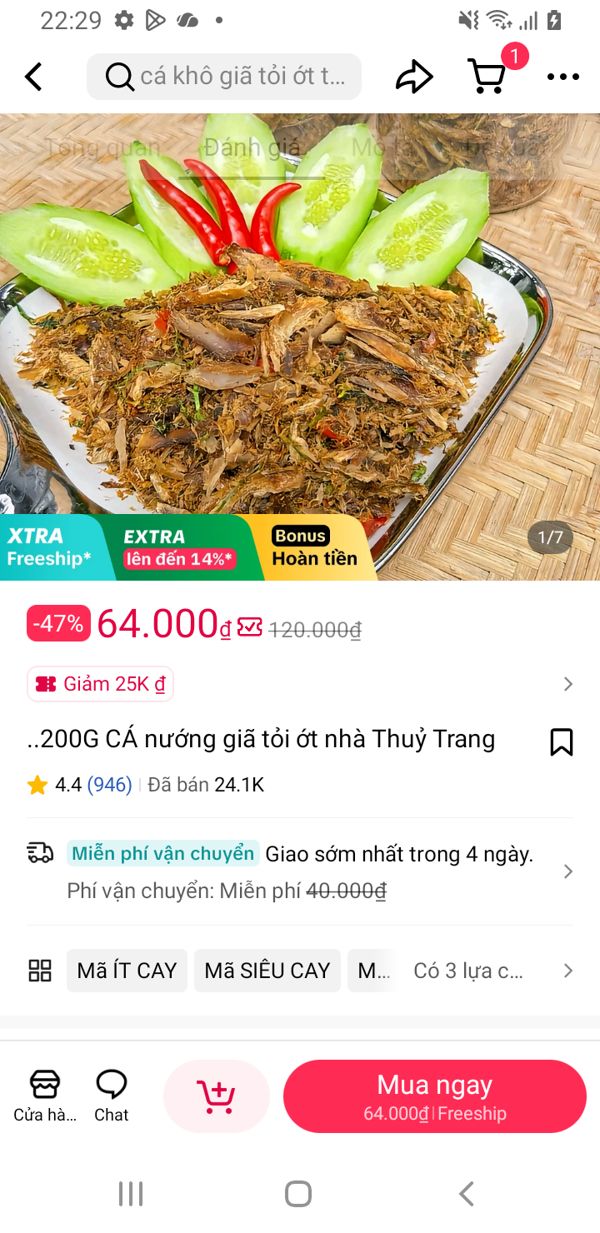 22:29
cá khô giã tỏi ớt t...
1
Tổng quan Đánh giá
XTRA
Freeship*
EXTRA
lên đến 14%*
Bonus
Hoàn tiền
1/7
-47% 64.000₫ 120.000₫
Giảm 25K ₫
..200G CÁ nướng giã tỏi ớt nhà Thuỷ Trang
4.4 (946) Đã bán 24.1K
Miễn phí vận chuyển Giao sớm nhất trong 4 ngày.
Phí vận chuyển: Miễn phí 40.000₫
Mã ÍT CAY Mã SIÊU CAY M... Có 3 lựa c...
Cửa hà... Chat
Mua ngay
64.000₫ | Freeship